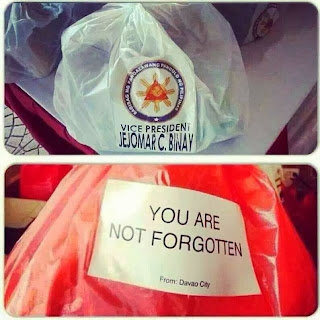 VICE PRESIDENT
JEJOMAR C. BINAY
YOU ARE
NOT FORGOTTEN
From: Davao City